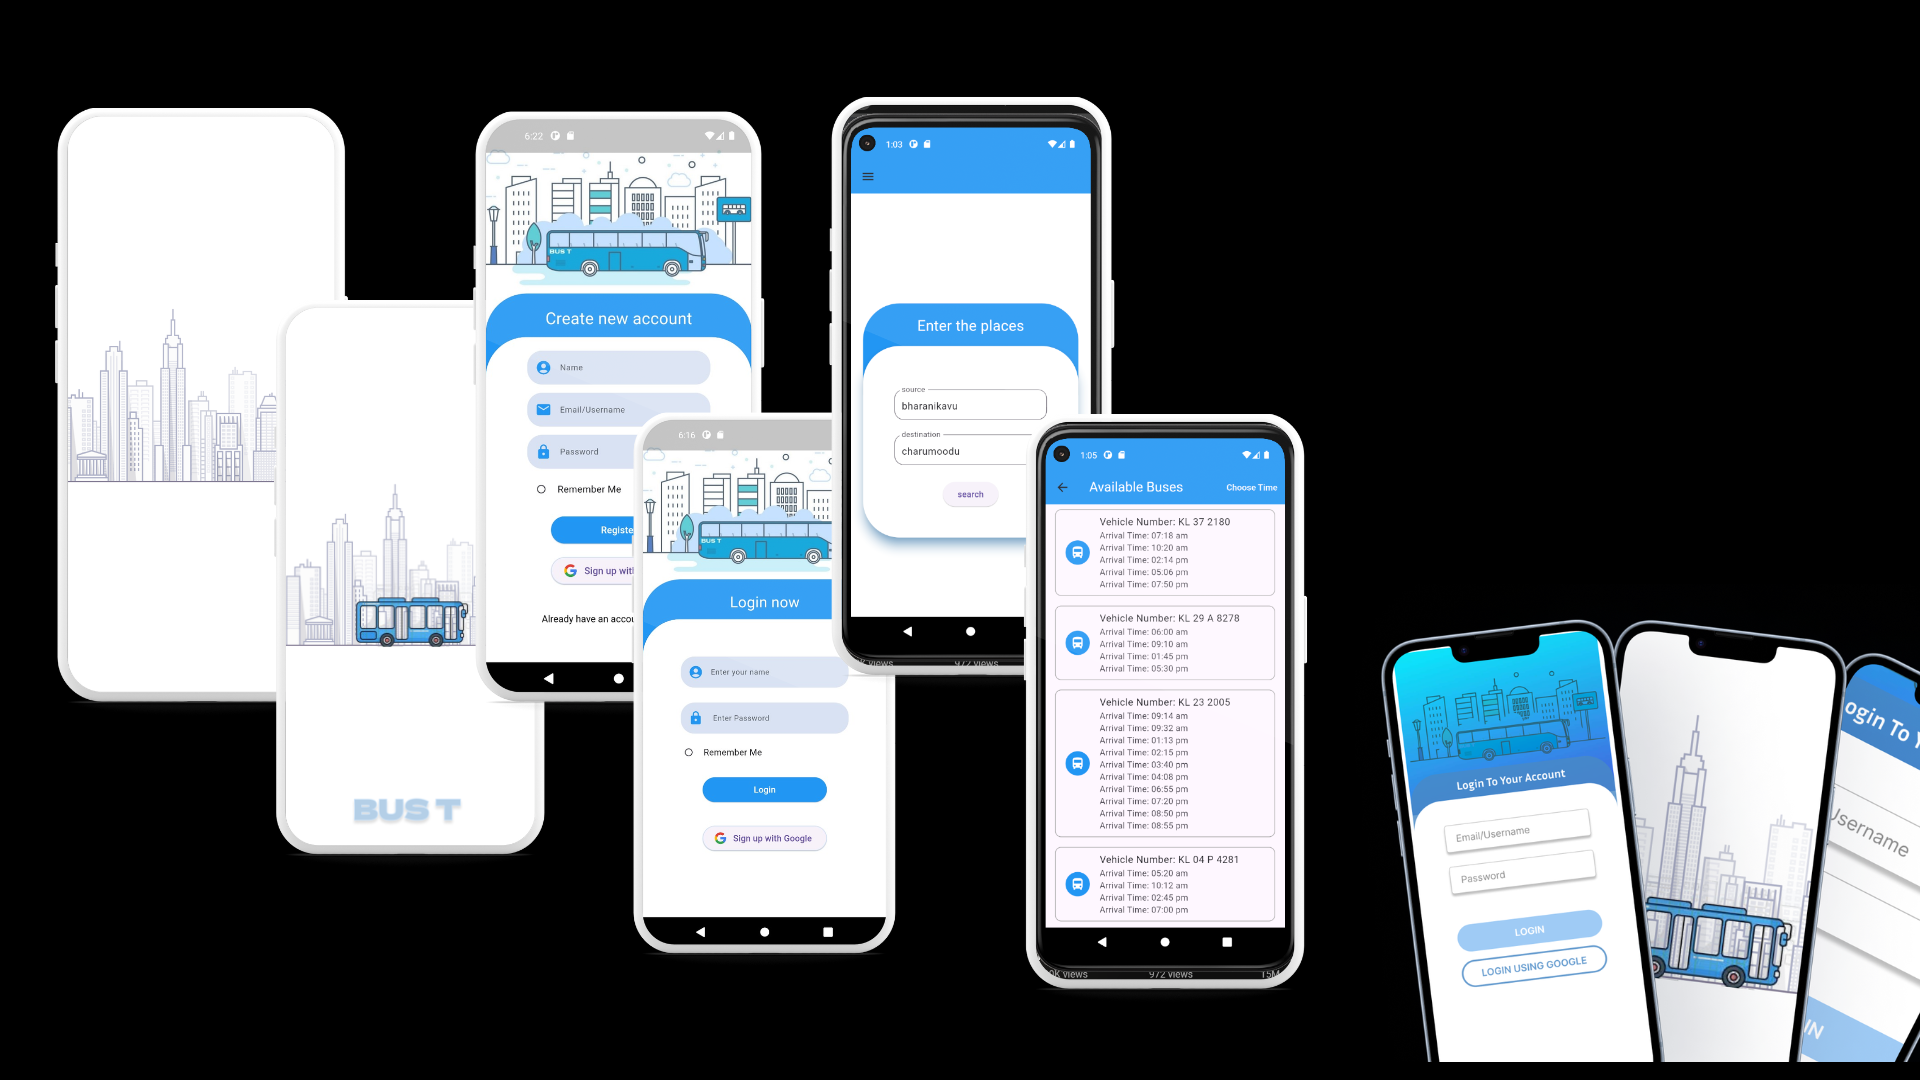 BUS T
6:22
BUS T
Create new account
Name
Email/Username
Password
Remember Me
Registe
Sign up with
Already have an accou
6:16
BUS T
Login now
Enter your name
Enter Password
Remember Me
Login
Sign up with Google
1:03
Enter the places
source
bharanikavu
destination
charumoodu
search
K views
972 views
1:05
Available Buses
Choose Time
Vehicle Number: KL 37 2180
Arrival Time: 07:18 am
Arrival Time: 10:20 am
Arrival Time: 02:14 pm
Arrival Time: 05:06 pm
Arrival Time: 07:50 pm
Vehicle Number: KL 29 A 8278
Arrival Time: 06:00 am
Arrival Time: 09:10 am
Arrival Time: 01:45 pm
Arrival Time: 05:30 pm
Vehicle Number: KL 23 2005
Arrival Time: 09:14 am
Arrival Time: 09:32 am
Arrival Time: 01:13 pm
Arrival Time: 02:15 pm
Arrival Time: 03:40 pm
Arrival Time: 04:08 pm
Arrival Time: 06:55 pm
Arrival Time: 07:20 pm
Arrival Time: 08:50 pm
Arrival Time: 08:55 pm
Vehicle Number: KL 04 P 4281
Arrival Time: 05:20 am
Arrival Time: 10:12 am
Arrival Time: 02:45 pm
Arrival Time: 07:00 pm
0K views
972 views
15M
Login To Your Account
Email/Username
Password
LOGIN
LOGIN USING GOOGLE
ogin To Y
Username
IN